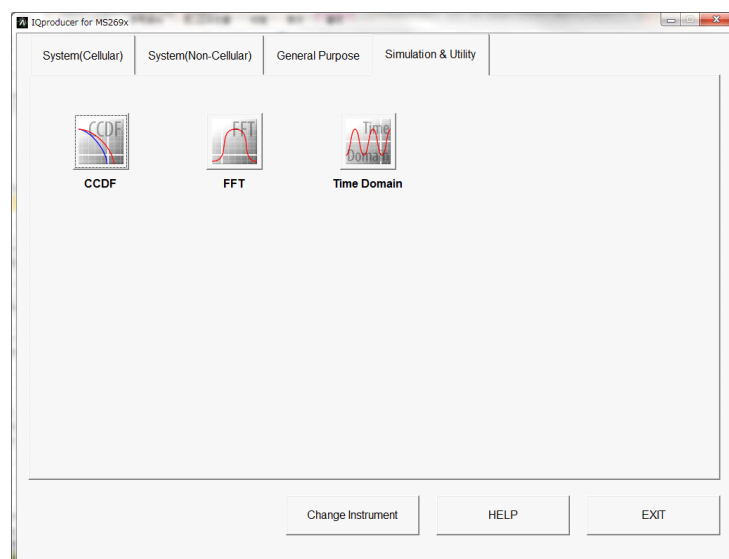 IQproducer for MS269x
System(Cellular) System(Non-Cellular) General Purpose Simulation & Utility
CCDF FFT Time Domain
CCDF FFT Time Domain
Change Instrument HELP EXIT